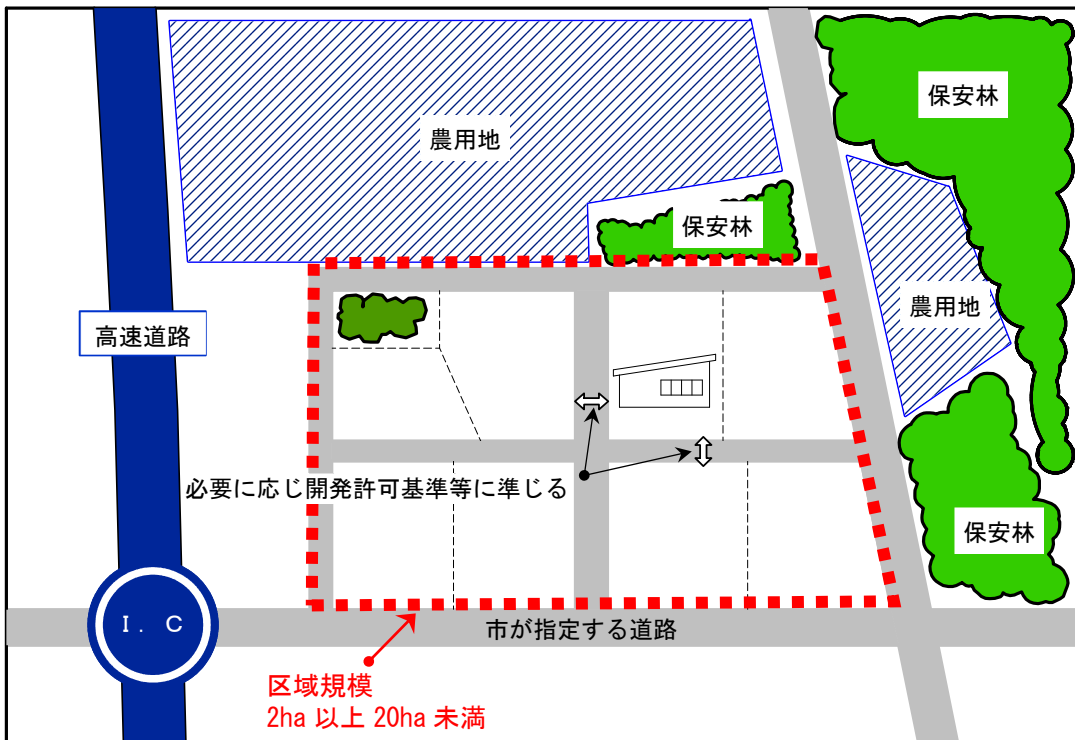 保安林
農用地
保安林
農用地
高速道路
必要に応じ開発許可基準等に準じる
保安林
I. C
市が指定する道路
区域規模
2ha 以上 20ha 未満